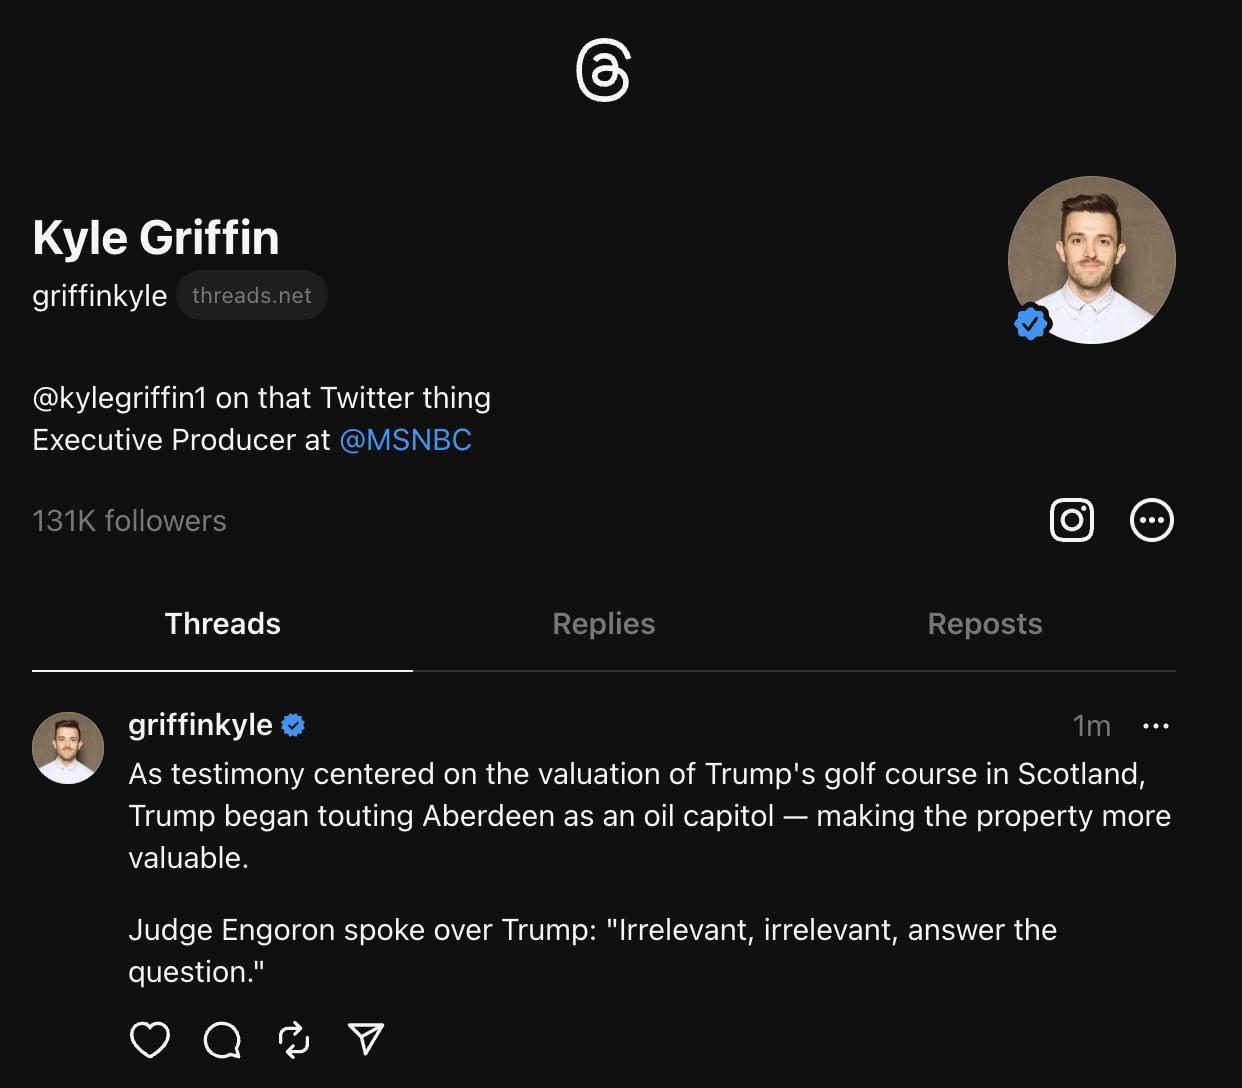 Kyle Griffin
griffinkyle threads.net
@kylegriffin1 on that Twitter thing
Executive Producer at @MSNBC
131K followers
Threads Replies Reposts
griffinkyle 1m
As testimony centered on the valuation of Trump's golf course in Scotland,
Trump began touting Aberdeen as an oil capitol — making the property more
valuable.
Judge Engoron spoke over Trump: "Irrelevant, irrelevant, answer the
question."